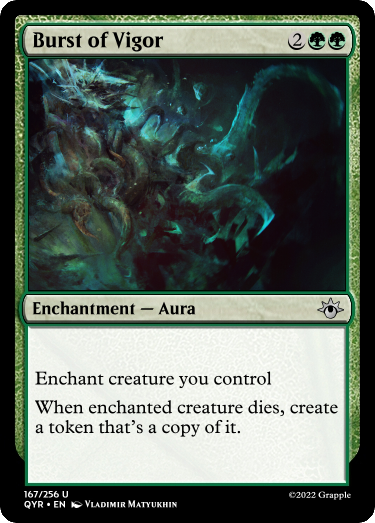 Burst of Vigor 2
Enchantment — Aura
Enchant creature you control
When enchanted creature dies, create
a token that's a copy of it.
167/256 U
QYR • EN Vladimir Matyukhin
©2022 Grapple